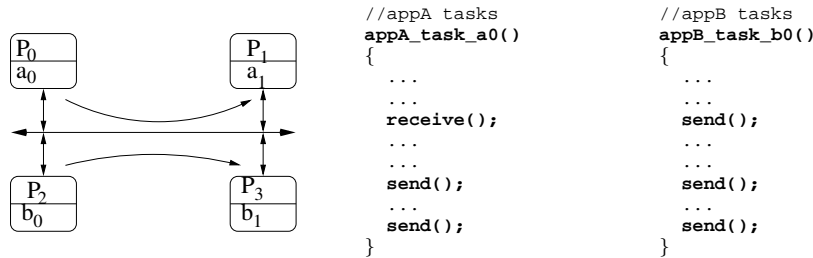 P0
a0
P1
a1
P2
b0
P3
b1
//appA tasks
appA_task_a0()
{
...
...
receive();
...
...
send();
...
send();
}
//appB tasks
appB_task_b0()
{
...
...
send();
...
...
send();
...
send();
}